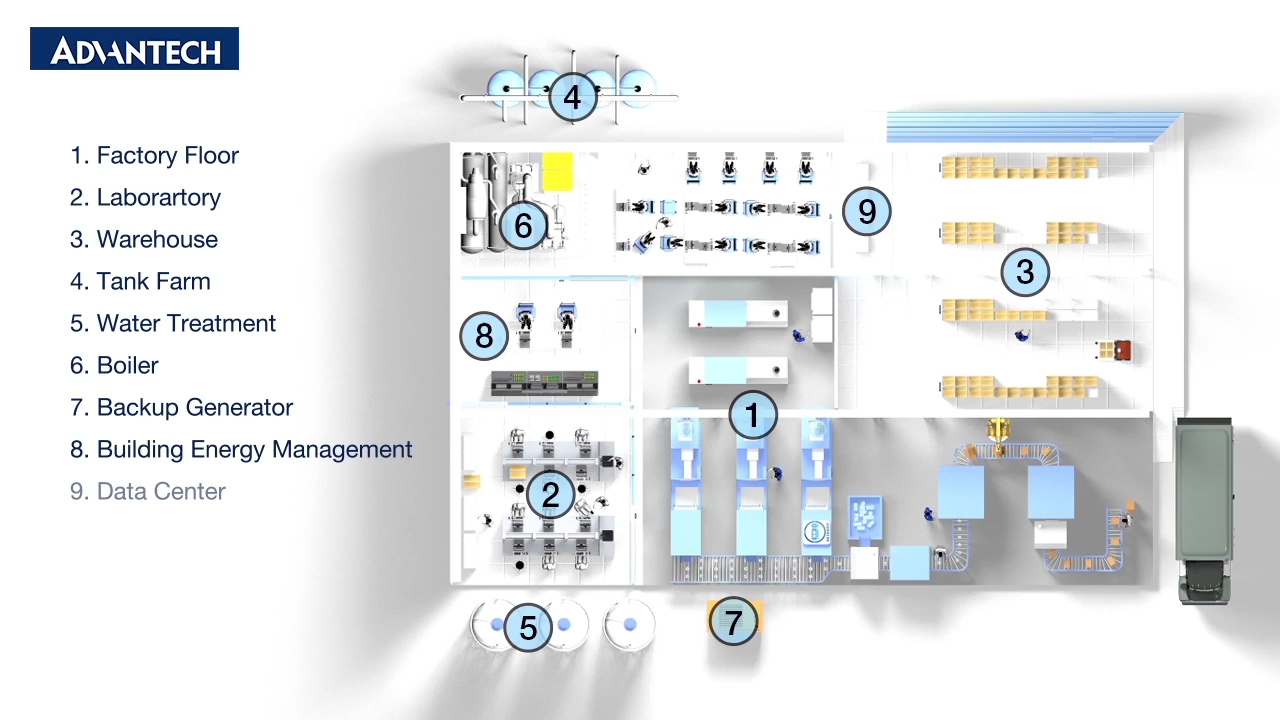 ADVANTECH
1. Factory Floor
2. Laborartory
3. Warehouse
4. Tank Farm
5. Water Treatment
6. Boiler
7. Backup Generator
8. Building Energy Management
9. Data Center
4
6
9
3
8
1
2
5
7